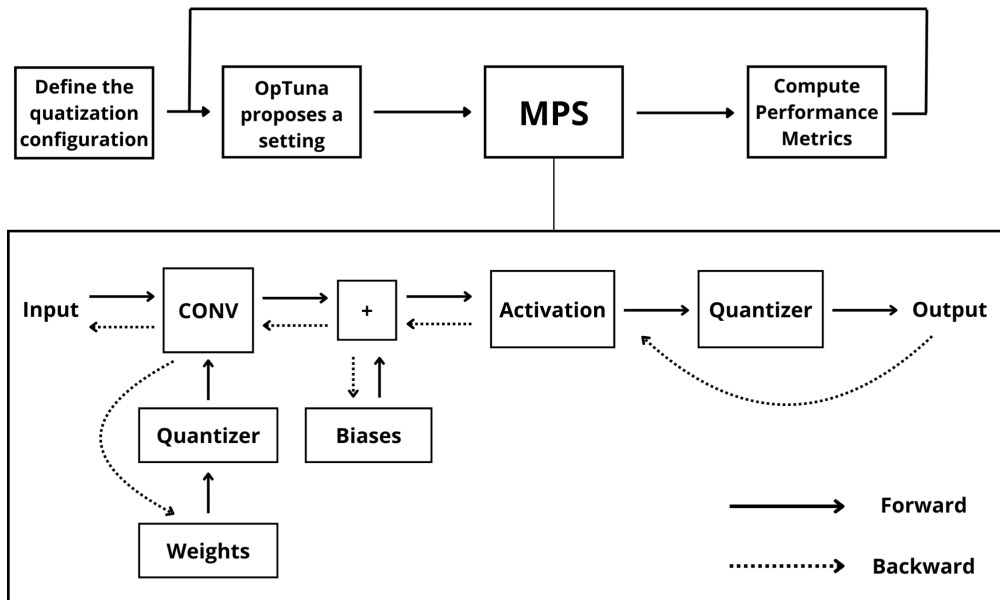 Define the
quatization
configuration
OpTuna
proposes a
setting
MPS
Compute
Performance
Metrics
Input
CONV
+
Activation
Quantizer
Output
Quantizer
Biases
Weights
Forward
Backward